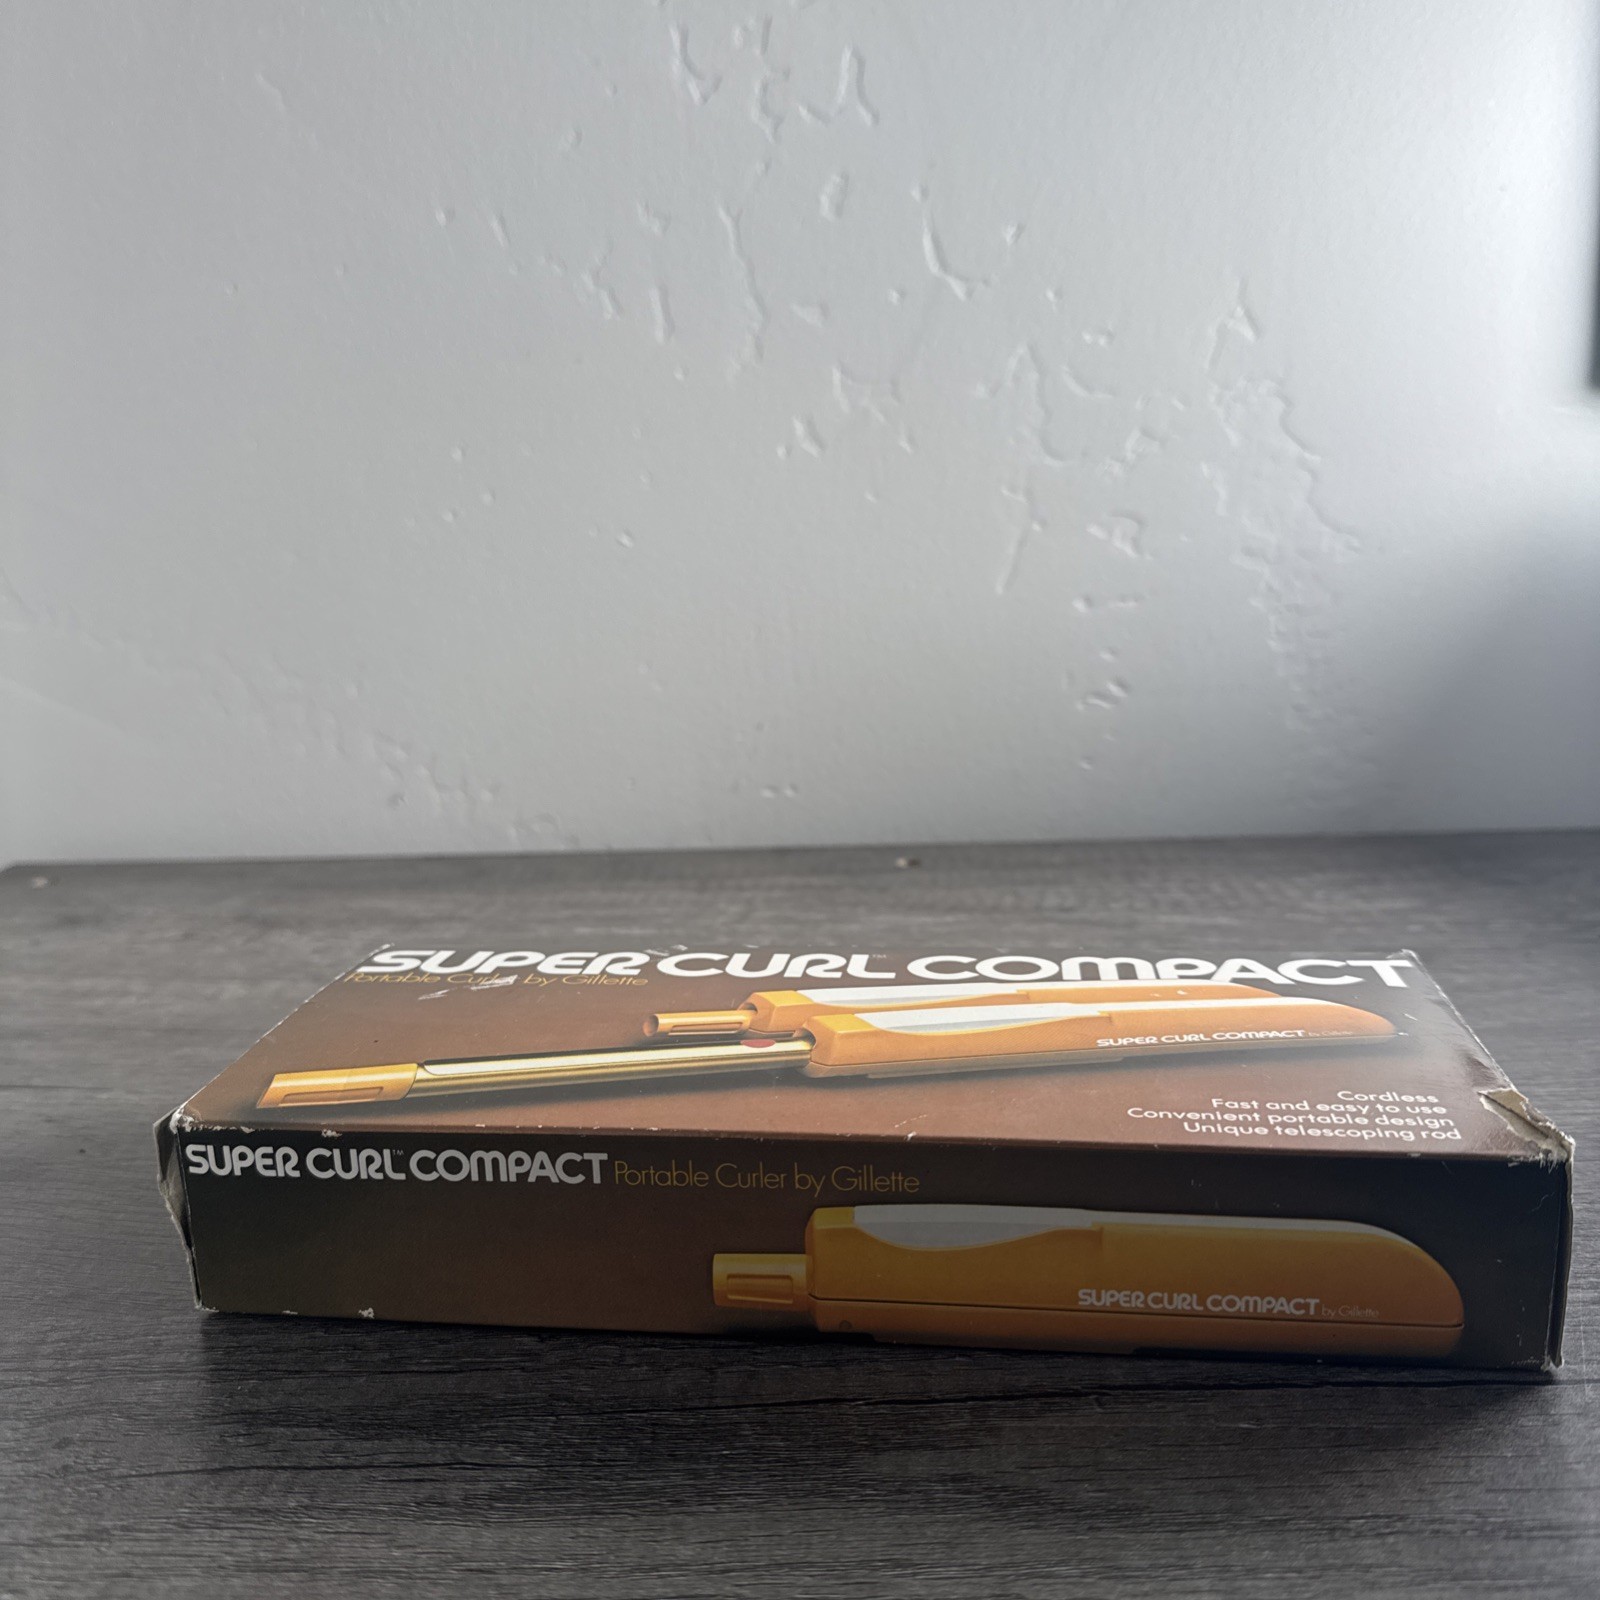 SUPER CURL™ COMPACT
Portable Curler by Gillette
SUPER CURL COMPACT by Gillette
Cordless
Fast and easy to use
Convenient portable design
Unique telescoping rod
SUPER CURL™ COMPACT Portable Curler by Gillette
SUPER CURL COMPACT by Gillette